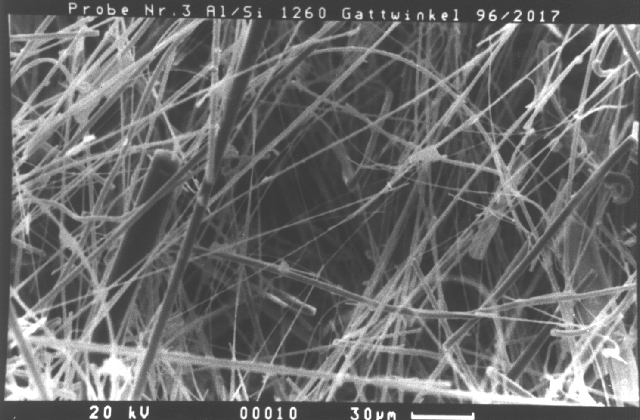 Probe Nr.3 Al/Si 1260 Gattwinkel 96/2017
20 kV 00010 30µm